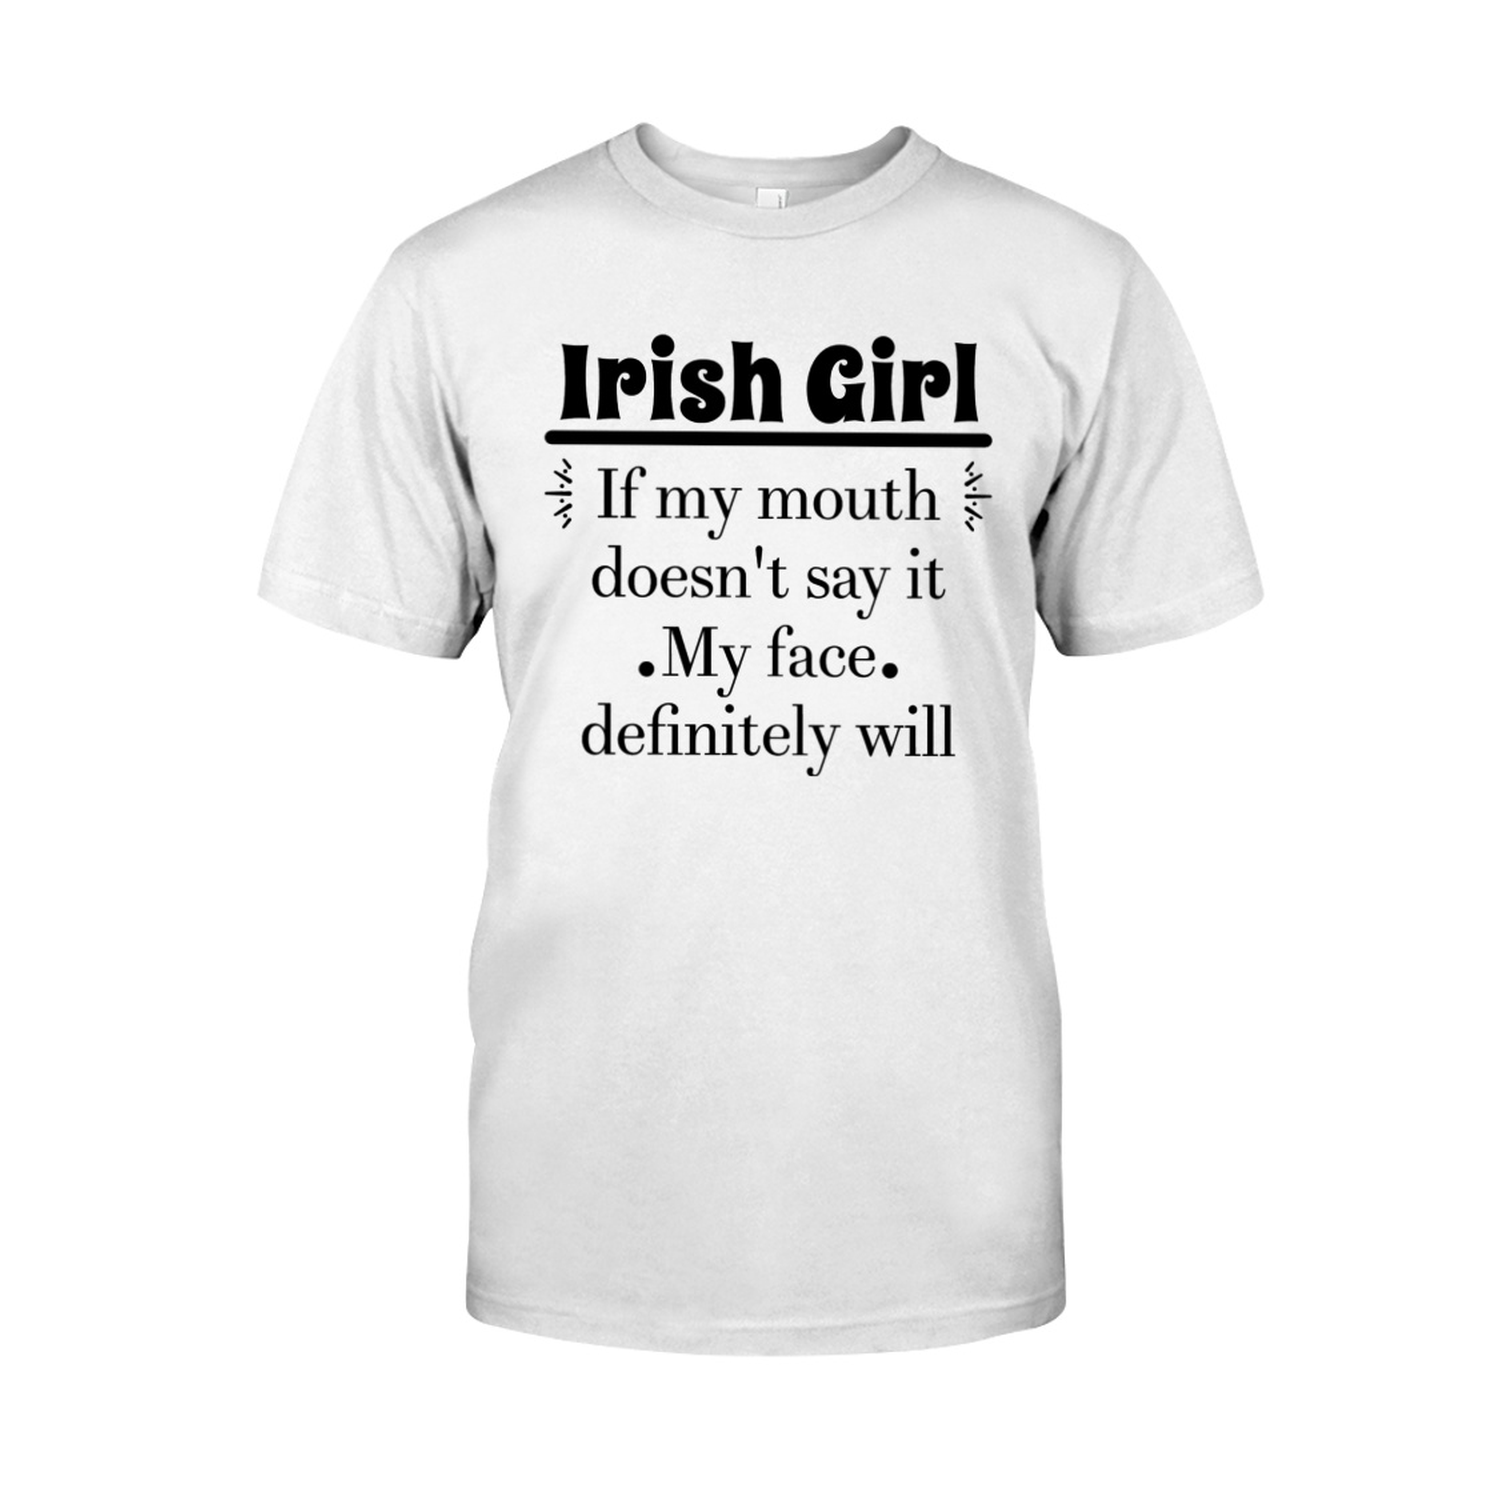 Irish Girl
If my mouth
doesn't say it
.My face.
definitely will